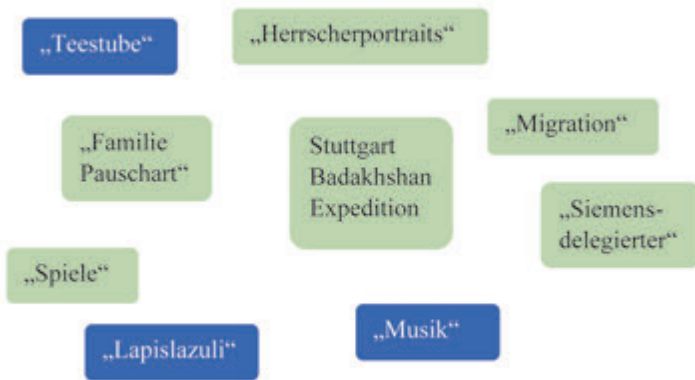 „Teestube“
„Herrscherportraits“
„Familie
Pauschart“
Stuttgart
Badakhshan
Expedition
„Migration“
„Siemens-
delegierter“
„Spiele“
„Lapislazuli“
„Musik“